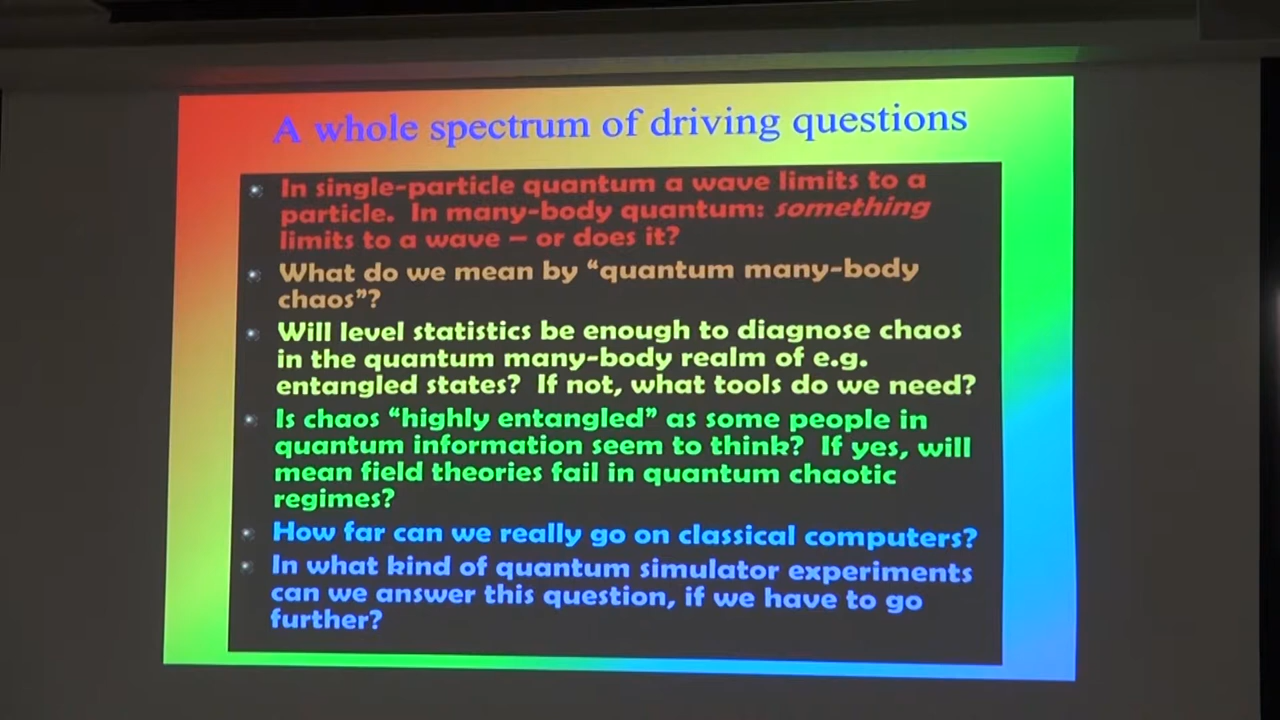 A whole spectrum of driving questions
In single-particle quantum a wave limits to a
particle. In many-body quantum: something
limits to a wave – or does it?
What do we mean by “quantum many-body
chaos”?
Will level statistics be enough to diagnose chaos
in the quantum many-body realm of e.g.
entangled states? If not, what tools do we need?
Is chaos “highly entangled” as some people in
quantum information seem to think? If yes, will
mean field theories fail in quantum chaotic
regimes?
How far can we really go on classical computers?
In what kind of quantum simulator experiments
can we answer this question, if we have to go
further?